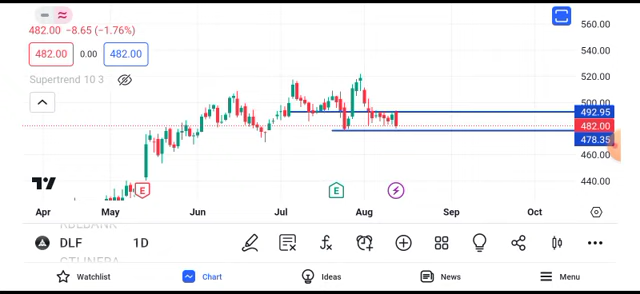 560.00
482.00 −8.65 (−1.76%)
540.00
482.00 0.00 482.00
Supertrend 10 3
520.00
500.00
492.95
482.00
478.35
460.00
440.00
E E
Apr May Jun Jul Aug Sep Oct
DLF 1D
Watchlist Chart Ideas News Menu